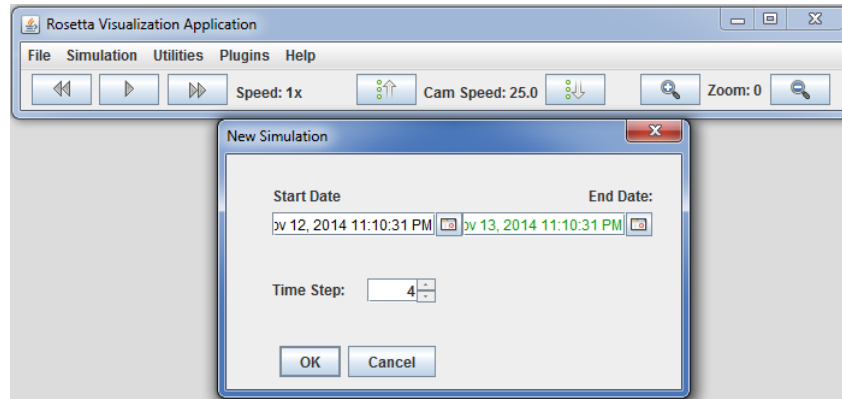 Rosetta Visualization Application
File Simulation Utilities Plugins Help
Speed: 1x Cam Speed: 25.0 Zoom: 0
New Simulation
Start Date End Date:
ov 12, 2014 11:10:31 PM ov 13, 2014 11:10:31 PM
Time Step: 4
OK Cancel